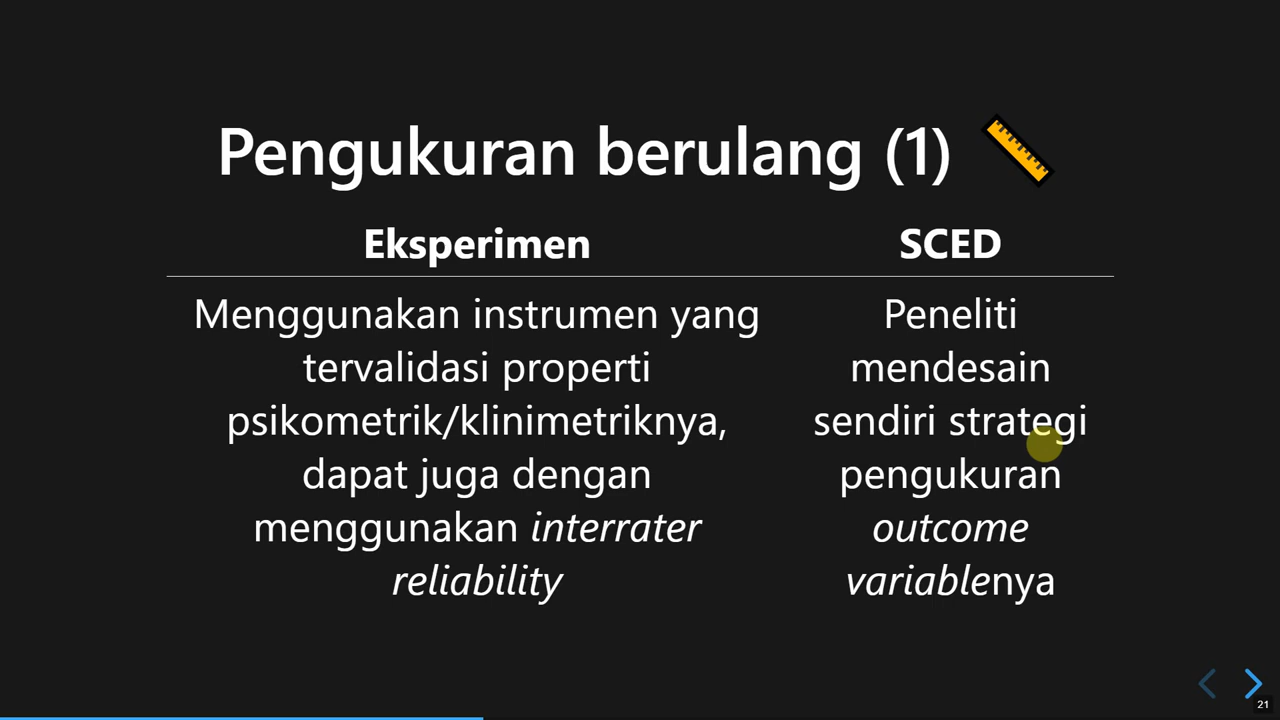 Pengukuran berulang (1)
Eksperimen
SCED
Menggunakan instrumen yang
tervalidasi properti
psikometrik/klinimetriknya,
dapat juga dengan
menggunakan interrater
reliability
Peneliti
mendesain
sendiri strategi
pengukuran
outcome
variablenya
21